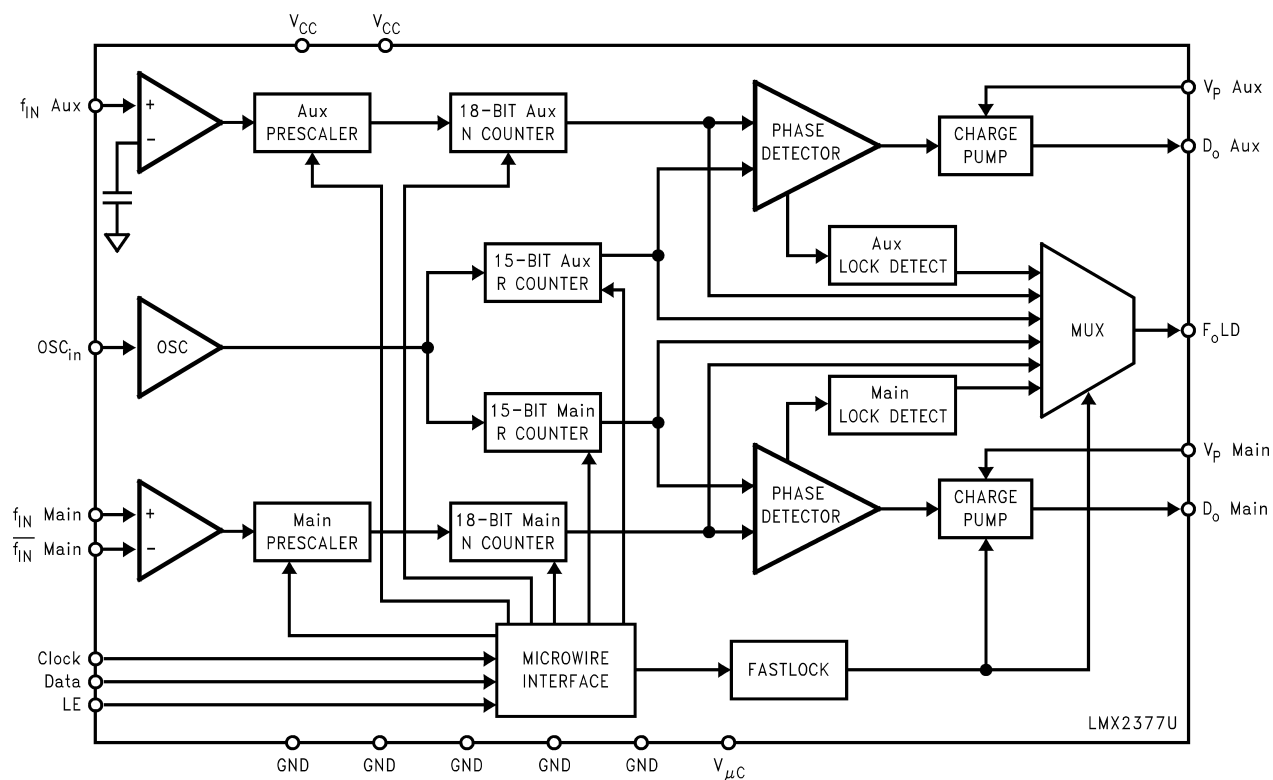 VCC
VCC
fIN Aux
+
−
Aux
PRESCALER
18-BIT Aux
N COUNTER
PHASE
DETECTOR
CHARGE
PUMP
VP Aux
Do Aux
15-BIT Aux
R COUNTER
Aux
LOCK DETECT
OSCin
OSC
MUX
FoLD
15-BIT Main
R COUNTER
Main
LOCK DETECT
VP Main
fIN Main
f̅I̅N̅ Main
+
−
Main
PRESCALER
18-BIT Main
N COUNTER
PHASE
DETECTOR
CHARGE
PUMP
Do Main
Clock
Data
LE
MICROWIRE
INTERFACE
FASTLOCK
LMX2377U
GND
GND
GND
GND
GND
VμC